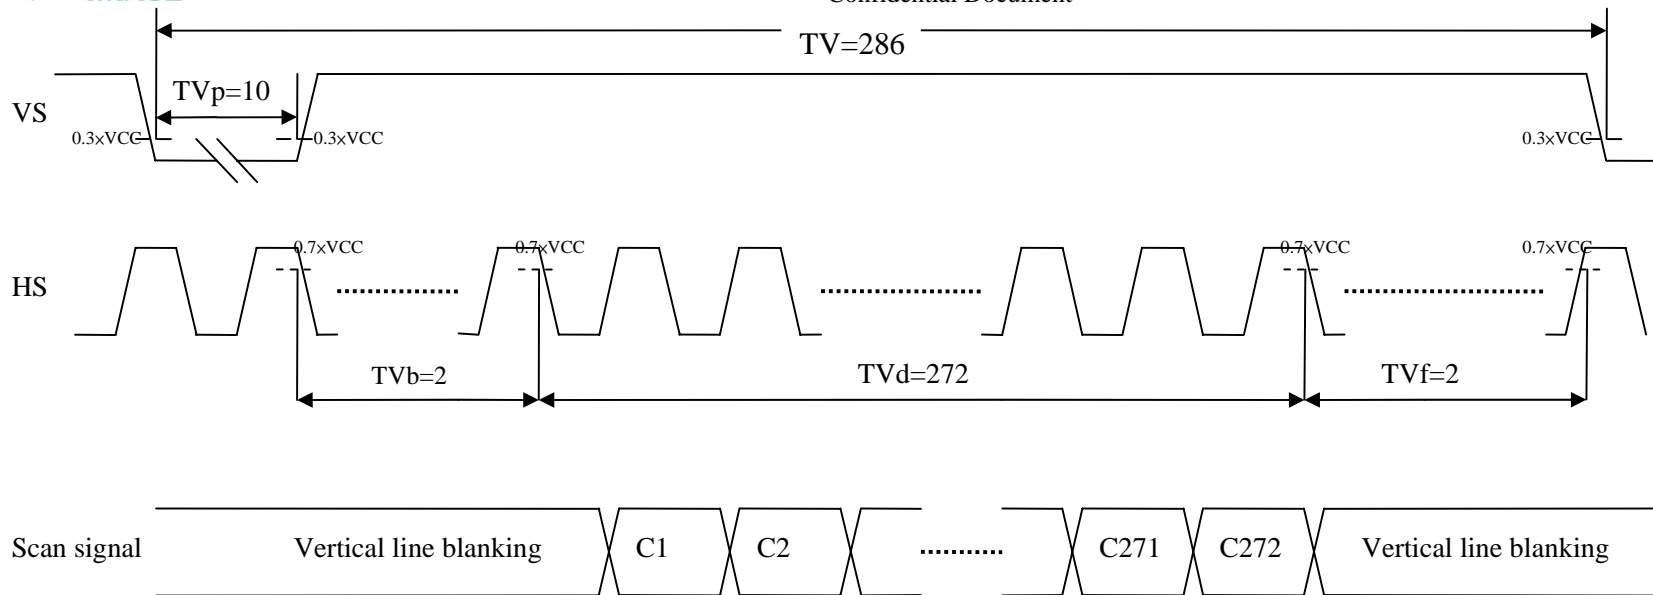 Confidential Document
TV=286
VS
TVp=10
0.3×VCC
0.3×VCC
0.3×VCC
HS
0.7×VCC
0.7×VCC
0.7×VCC
0.7×VCC
TVb=2
TVd=272
TVf=2
Scan signal
Vertical line blanking
C1
C2
C271
C272
Vertical line blanking